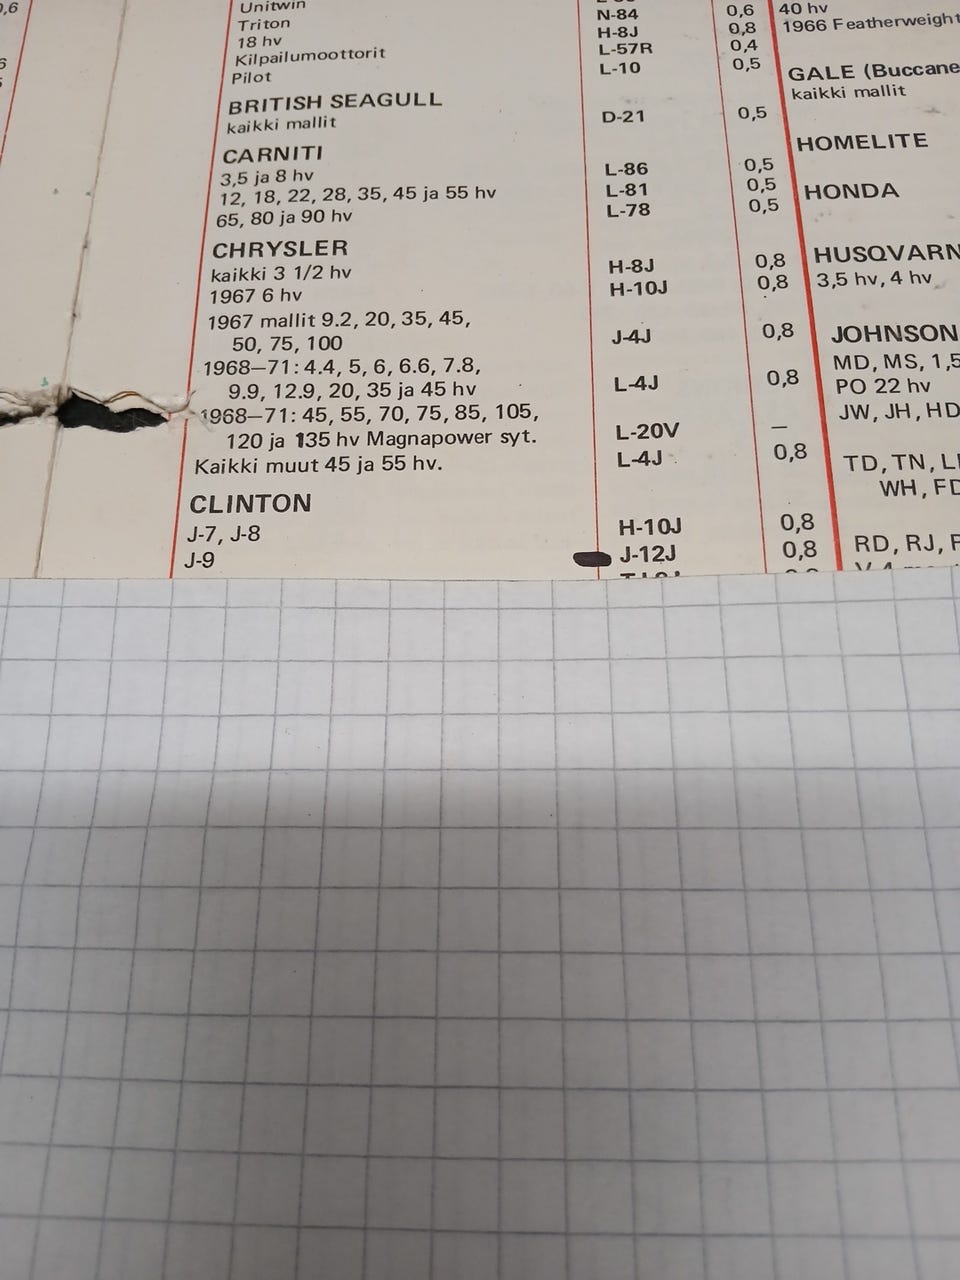 0,6
Unitwin
N-84 0,6
Triton H-8J 0,8
18 hv L-57R 0,4
Kilpailumoottorit L-10 0,5
Pilot
BRITISH SEAGULL
kaikki mallit D-21 0,5
CARNITI
3,5 ja 8 hv L-86 0,5
12, 18, 22, 28, 35, 45 ja 55 hv L-81 0,5
65, 80 ja 90 hv L-78 0,5
CHRYSLER
kaikki 3 1/2 hv H-8J 0,8
1967 6 hv H-10J 0,8
1967 mallit 9.2, 20, 35, 45,
50, 75, 100 J-4J 0,8
1968—71: 4.4, 5, 6, 6.6, 7.8,
9.9, 12.9, 20, 35 ja 45 hv L-4J 0,8
1968—71: 45, 55, 70, 75, 85, 105,
120 ja 135 hv Magnapower syt. L-20V —
Kaikki muut 45 ja 55 hv. L-4J 0,8
CLINTON
J-7, J-8 H-10J 0,8
J-9 J-12J 0,8
40 hv
1966 Featherweight
GALE (Buccane
kaikki mallit
HOMELITE
HONDA
HUSQVARN
3,5 hv, 4 hv
JOHNSON
MD, MS, 1,5
PO 22 hv
JW, JH, HD
TD, TN, L
WH, FD
RD, RJ,